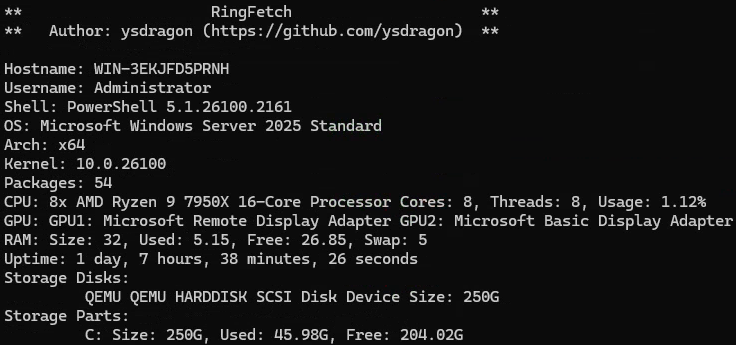 ** RingFetch **
** Author: ysdragon (https://github.com/ysdragon) **
Hostname: WIN-3EKJFD5PRNH
Username: Administrator
Shell: PowerShell 5.1.26100.2161
OS: Microsoft Windows Server 2025 Standard
Arch: x64
Kernel: 10.0.26100
Packages: 54
CPU: 8x AMD Ryzen 9 7950X 16-Core Processor Cores: 8, Threads: 8, Usage: 1.12%
GPU: GPU1: Microsoft Remote Display Adapter GPU2: Microsoft Basic Display Adapter
RAM: Size: 32, Used: 5.15, Free: 26.85, Swap: 5
Uptime: 1 day, 7 hours, 38 minutes, 26 seconds
Storage Disks:
QEMU QEMU HARDDISK SCSI Disk Device Size: 250G
Storage Parts:
C: Size: 250G, Used: 45.98G, Free: 204.02G